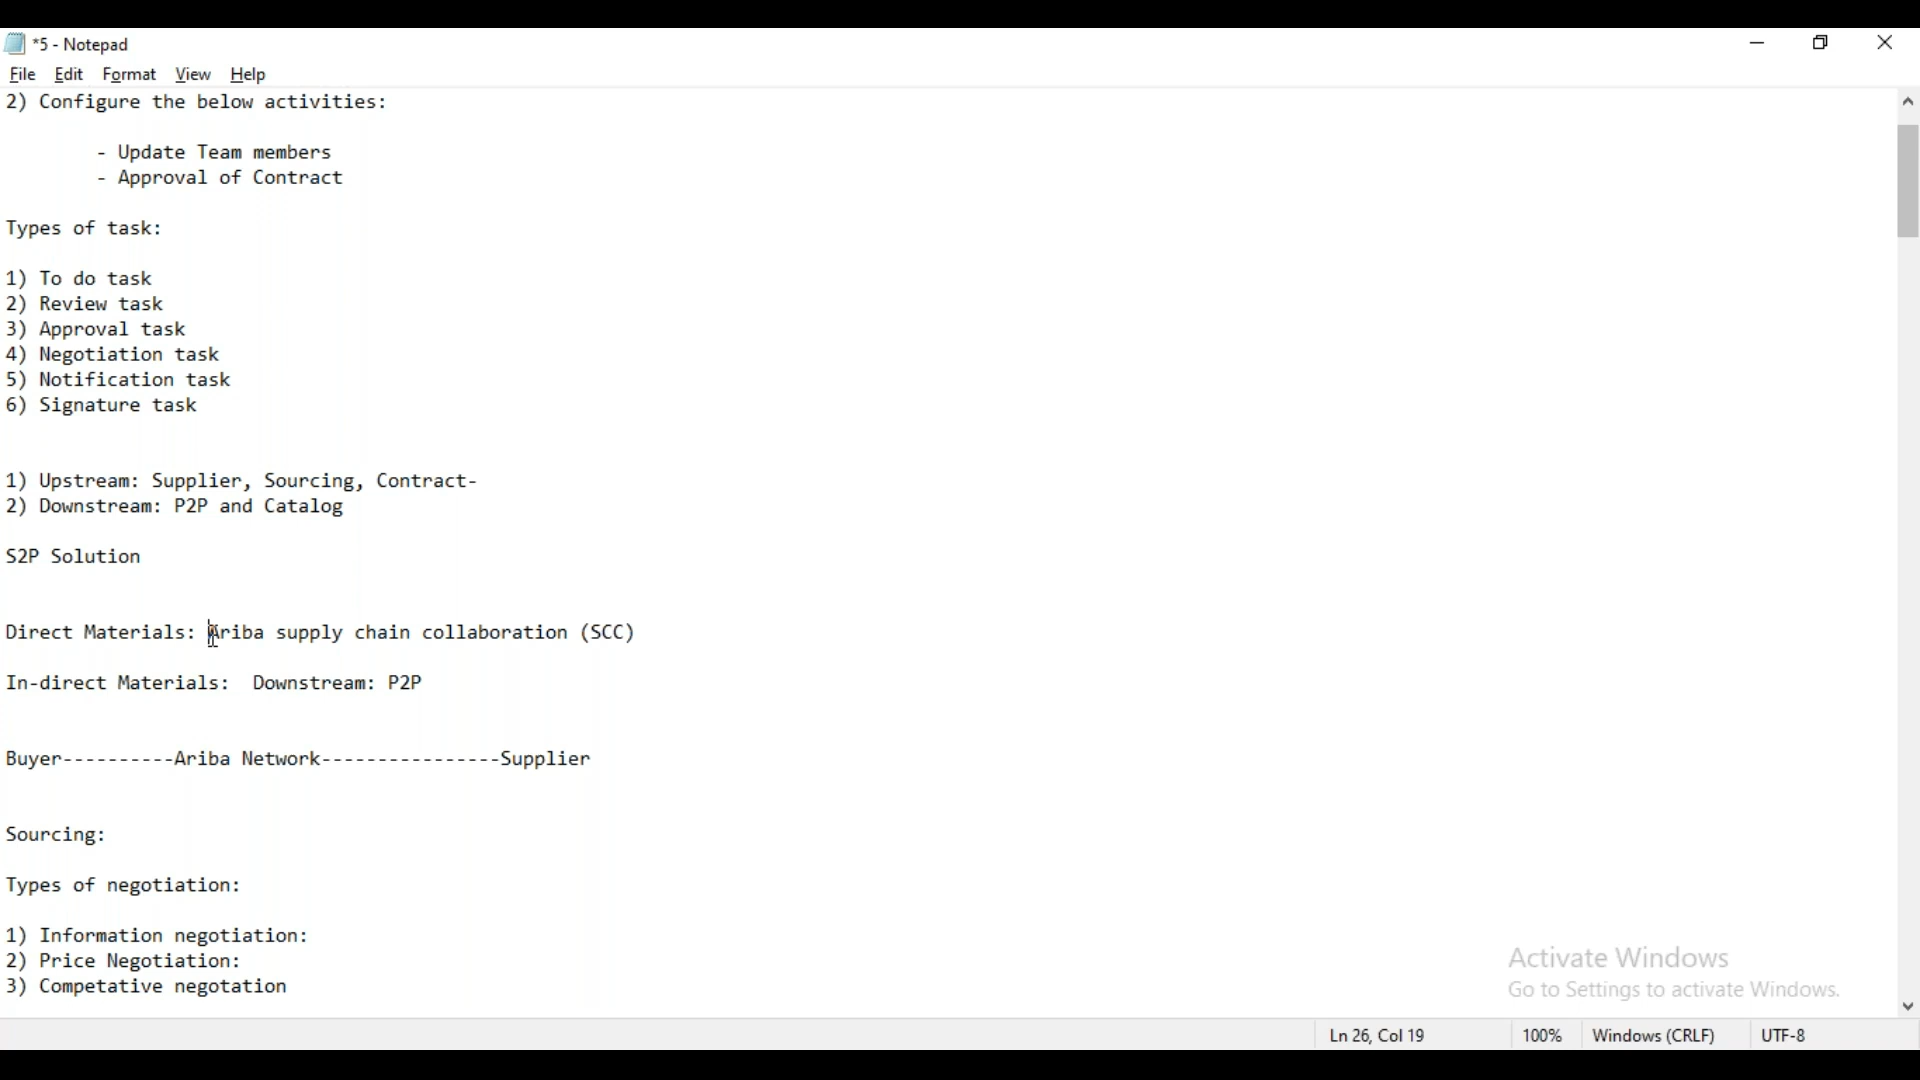 *5 - Notepad
File Edit Format View Help
2) Configure the below activities:
- Update Team members
- Approval of Contract
Types of task:
1) To do task
2) Review task
3) Approval task
4) Negotiation task
5) Notification task
6) Signature task
1) Upstream: Supplier, Sourcing, Contract-
2) Downstream: P2P and Catalog
S2P Solution
Direct Materials: Ariba supply chain collaboration (SCC)
In-direct Materials:  Downstream: P2P
Buyer----------Ariba Network----------------Supplier
Sourcing:
Types of negotiation:
1) Information negotiation:
2) Price Negotiation:
3) Competative negotation
Activate Windows
Go to Settings to activate Windows.
Ln 26, Col 19 100% Windows (CRLF) UTF-8